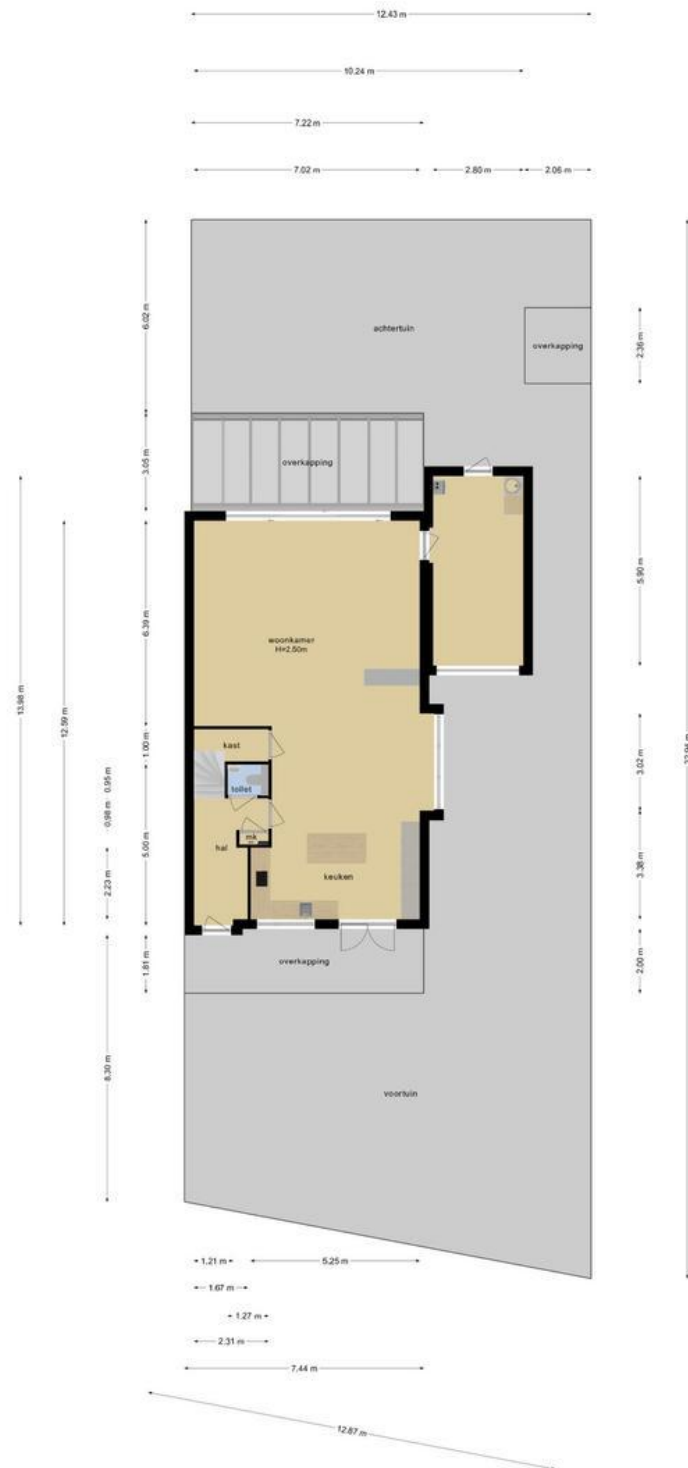 12.43 m
10.24 m
7.22 m
7.02 m
2.80 m
2.06 m
6.02 m
achtertuin
overkapping
2.36 m
3.05 m
overkapping
13.98 m
12.59 m
6.39 m
woonkamer
H=2.60m
5.90 m
1.00 m
kast
3.02 m
0.95 m
toilet
0.98 m
mk
hal
5.00 m
2.23 m
keuken
3.38 m
1.81 m
overkapping
2.00 m
8.30 m
voortuin
1.21 m
5.25 m
1.67 m
1.27 m
2.31 m
7.44 m
12.87 m